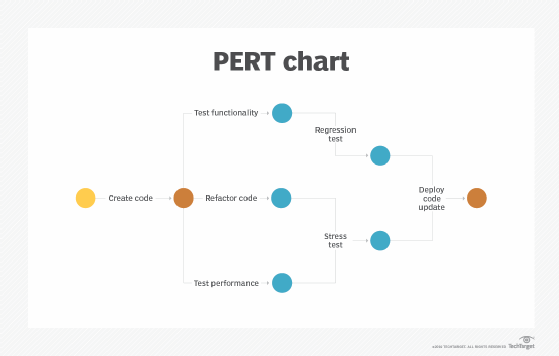 PERT chart
Test functionality
Regression
test
Create code
Refactor code
Deploy
code
update
Stress
test
Test performance
©2018 TECHTARGET. ALL RIGHTS RESERVED.
TechTarget